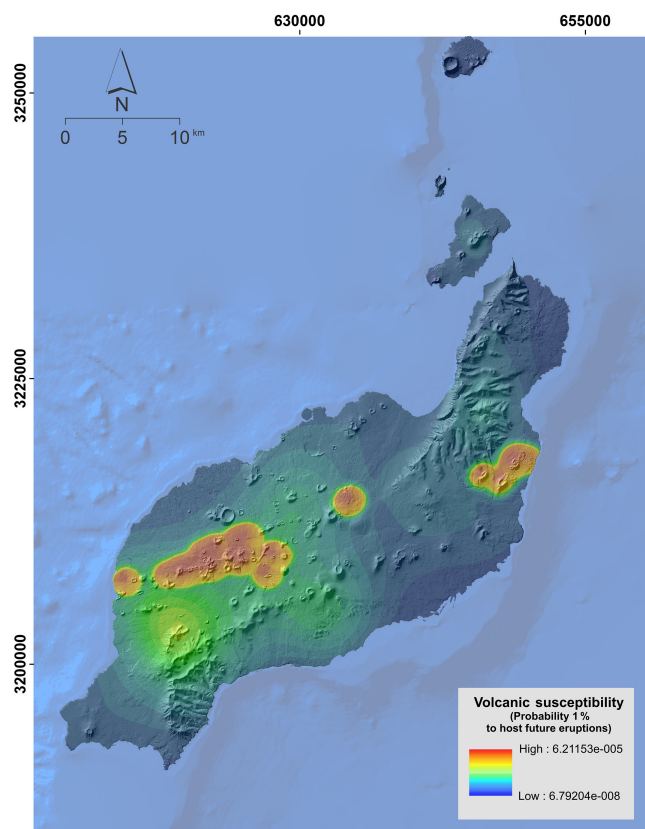 630000
655000
3250000
N
0
5
10 km
3225000
3200000
Volcanic susceptibility
(Probability 1 %
to host future eruptions)
High : 6.21153e-005
Low : 6.79204e-008